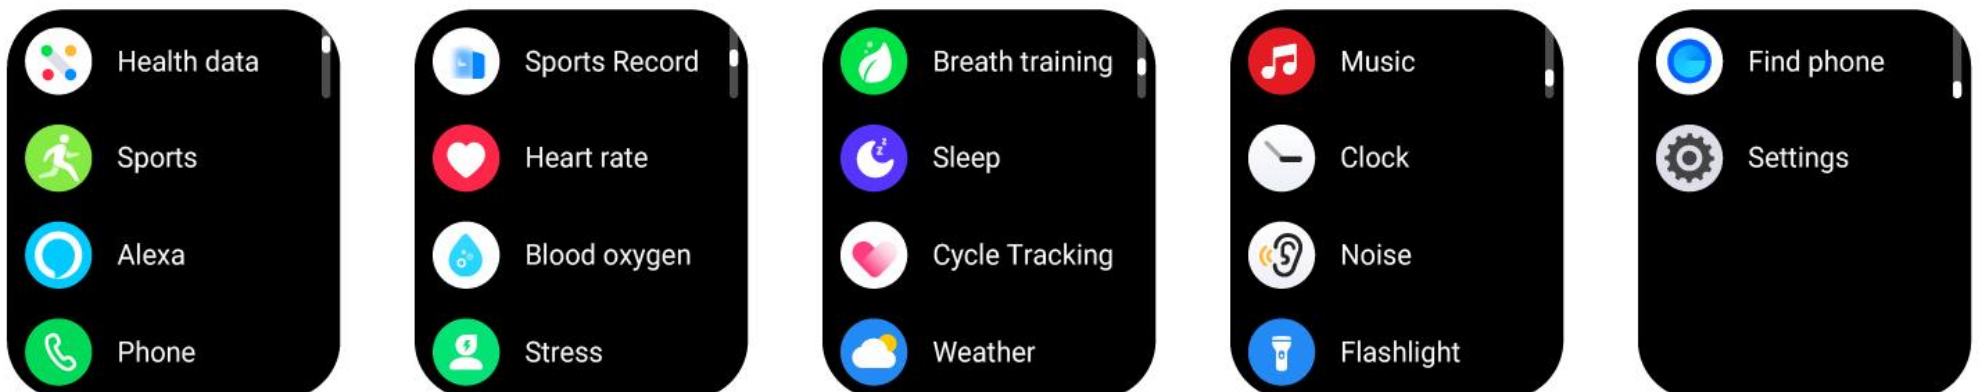 Health data
Sports
Alexa
Phone
Sports Record
Heart rate
Blood oxygen
Stress
Breath training
Sleep
Cycle Tracking
Weather
Music
Clock
Noise
Flashlight
Find phone
Settings